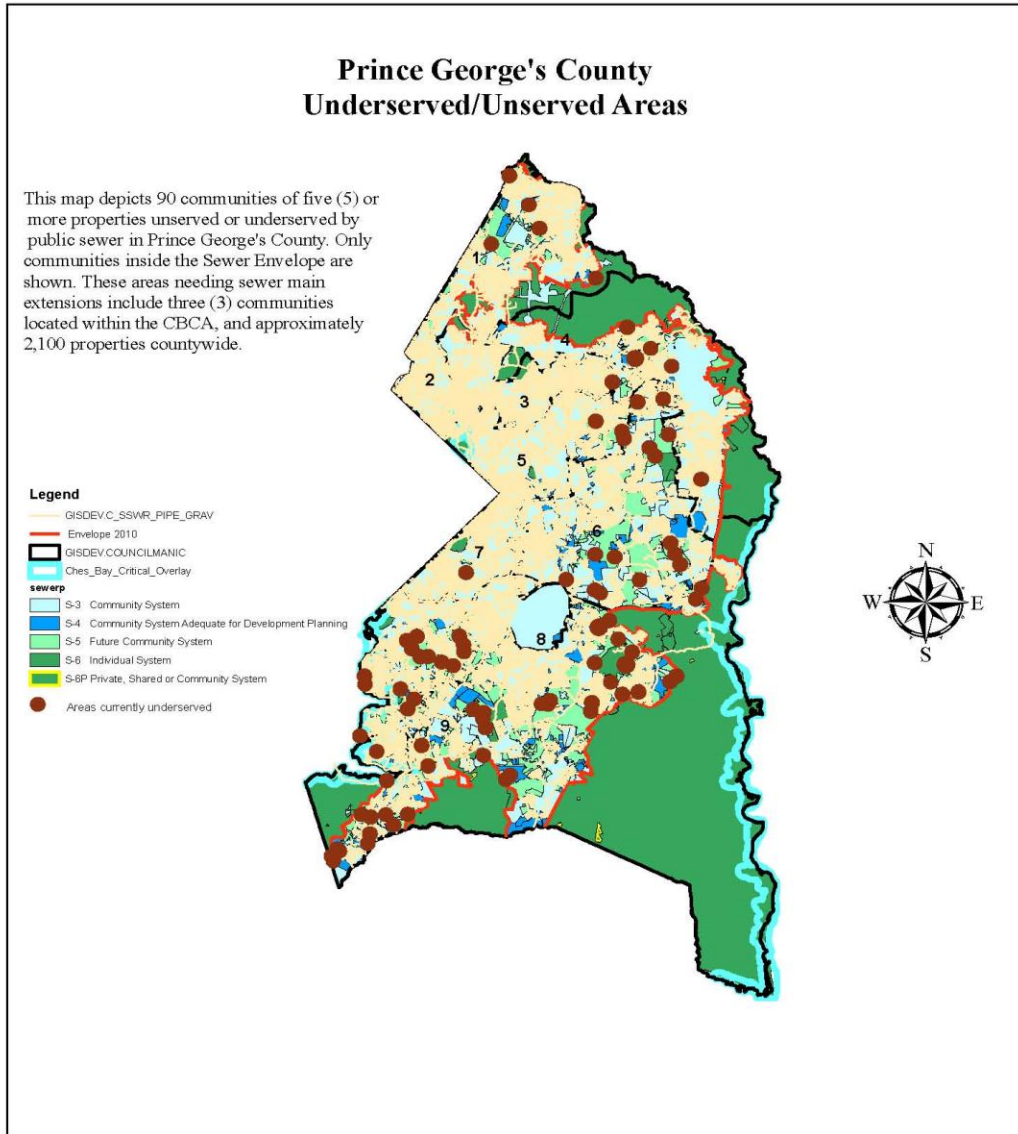 Prince George's County
Underserved/Unserved Areas
This map depicts 90 communities of five (5) or
more properties unserved or underserved by
public sewer in Prince George's County. Only
communities inside the Sewer Envelope are
shown. These areas needing sewer main
extensions include three (3) communities
located within the CBCA, and approximately
2,100 properties countywide.
1
4
2
3
5
6
7
7
8
9
Legend
GISDEV.C_SSWR_PIPE_GRAV
Envelope 2010
GISDEV.COUNCILMANIC
Ches_Bay_Critical_Overlay
sewerp
S-3 Community System
S-4 Community System Adequate for Development Planning
S-5 Future Community System
S-6 Individual System
S-6P Private, Shared or Community System
Areas currently underserved
N
W E
S